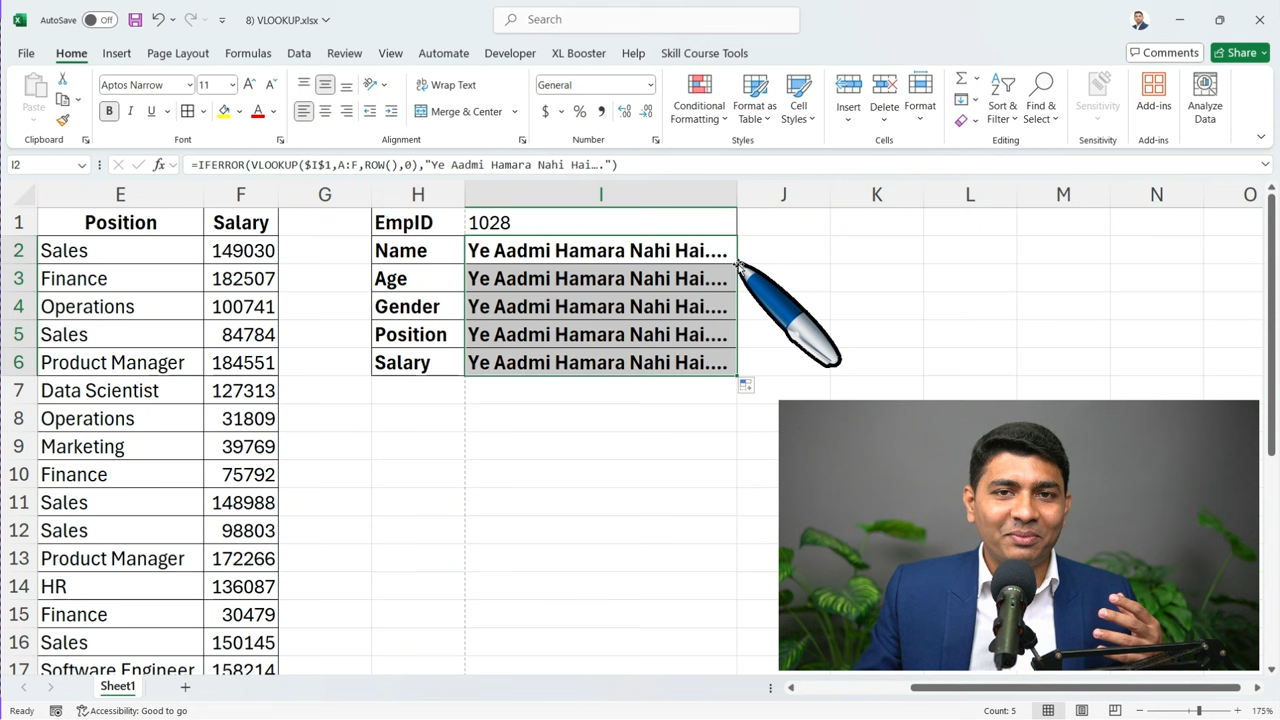 AutoSave Off 8) VLOOKUP.xlsx Search
File Home Insert Page Layout Formulas Data Review View Automate Developer XL Booster Help Skill Course Tools Comments Share
Paste Aptos Narrow 11 Wrap Text General Conditional Formatting Format as Table Cell Styles Insert Delete Format Sort & Filter Find & Select Sensitivity Add-ins Analyze Data
B I U Merge & Center $ % 9
Clipboard Font Alignment Number Styles Cells Editing Sensitivity Add-ins
I2 fx =IFERROR(VLOOKUP($I$1,A:F,ROW(),0),"Ye Aadmi Hamara Nahi Hai….")
E F G H I J K L M N O
1 Position Salary EmpID 1028
2 Sales 149030 Name Ye Aadmi Hamara Nahi Hai….
3 Finance 182507 Age Ye Aadmi Hamara Nahi Hai….
4 Operations 100741 Gender Ye Aadmi Hamara Nahi Hai….
5 Sales 84784 Position Ye Aadmi Hamara Nahi Hai….
6 Product Manager 184551 Salary Ye Aadmi Hamara Nahi Hai….
7 Data Scientist 127313
8 Operations 31809
9 Marketing 39769
10 Finance 75792
11 Sales 148988
12 Sales 98803
13 Product Manager 172266
14 HR 136087
15 Finance 30479
16 Sales 150145
17 Software Engineer 158214
Sheet1
Ready Accessibility: Good to go Count: 5 175%